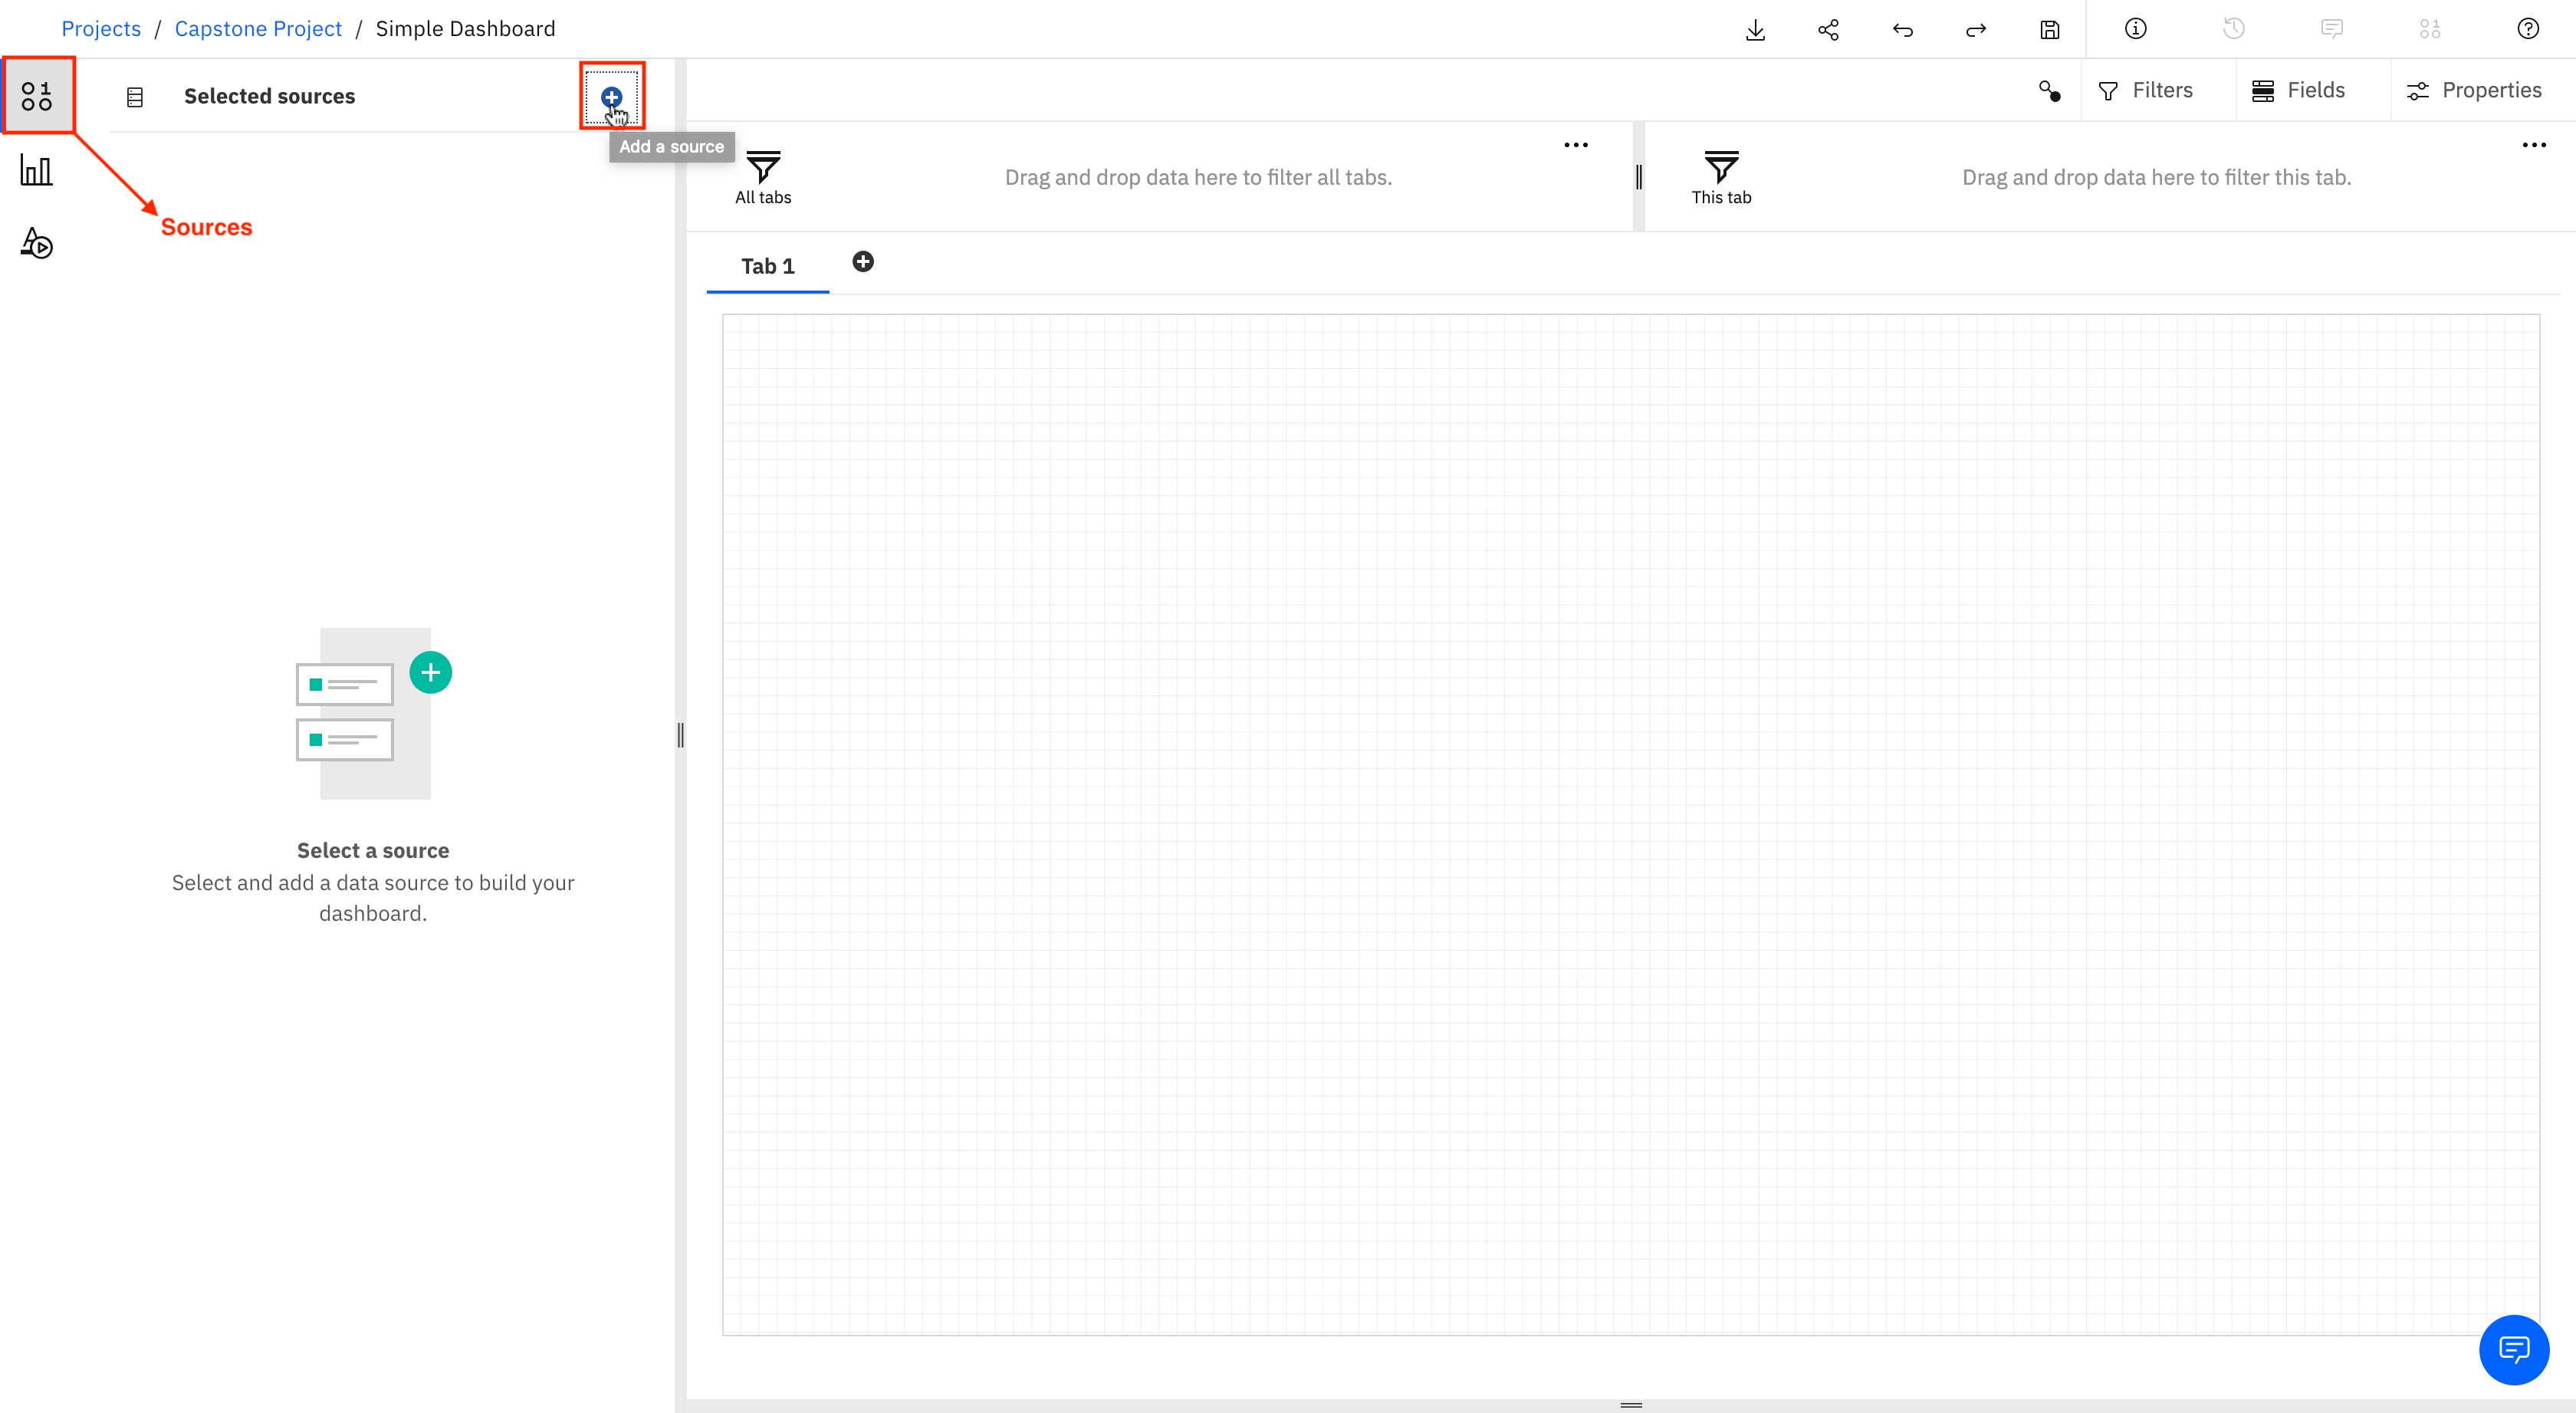 Projects / Capstone Project / Simple Dashboard
Selected sources
Filters
Fields
Properties
Add a source
All tabs
Drag and drop data here to filter all tabs.
This tab
Drag and drop data here to filter this tab.
Sources
Tab 1
Select a source
Select and add a data source to build your
dashboard.